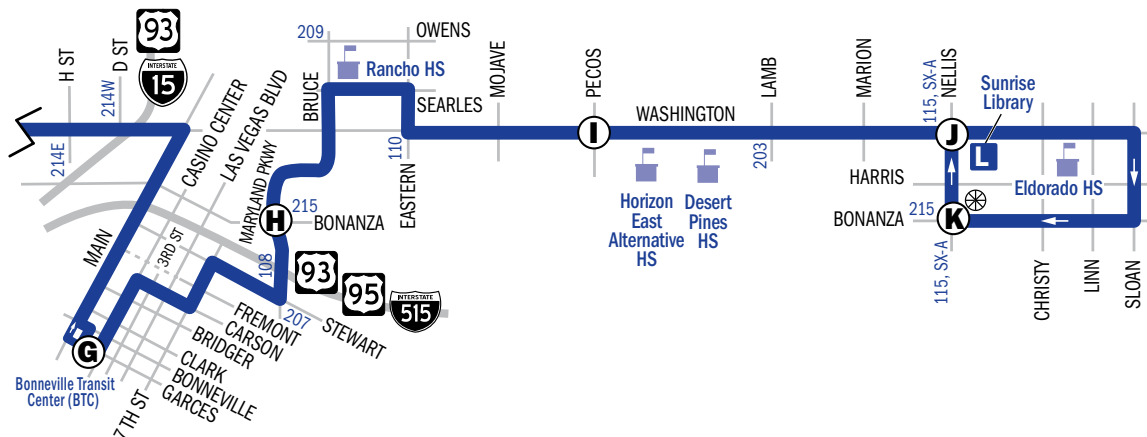 93
INTERSTATE
15
H ST
D ST
214W
214E
CASINO CENTER
LAS VEGAS BLVD
MAIN
3RD ST
MARYLAND PKWY
BRUCE
209
OWENS
Rancho HS
SEARLES
MOJAVE
110
EASTERN
H
215
BONANZA
108
93
95
INTERSTATE
515
207
STEWART
FREMONT
CARSON
BRIDGER
CLARK
BONNEVILLE
GARCES
7TH ST
G
Bonneville Transit
Center (BTC)
PECOS
I
WASHINGTON
Horizon
East
Alternative
HS
Desert
Pines
HS
LAMB
203
MARION
115, SX-A
NELLIS
J
Sunrise
Library
L
HARRIS
Eldorado HS
BONANZA
215
K
115, SX-A
CHRISTY
LINN
SLOAN